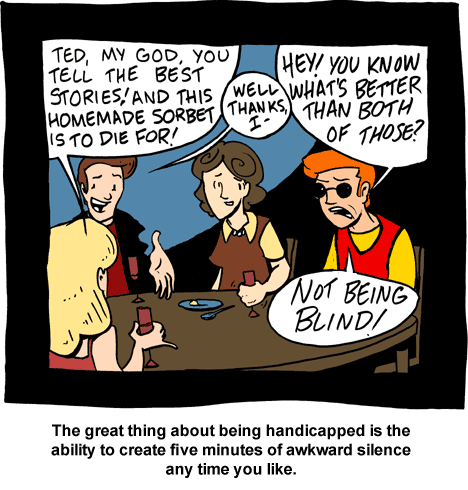 TED, MY GOD, YOU
TELL THE BEST
STORIES! AND THIS
HOMEMADE SORBET
IS TO DIE FOR!
WELL
THANKS,
I-
HEY! YOU KNOW
WHAT'S BETTER
THAN BOTH
OF THOSE?
NOT BEING
BLIND!
The great thing about being handicapped is the
ability to create five minutes of awkward silence
any time you like.